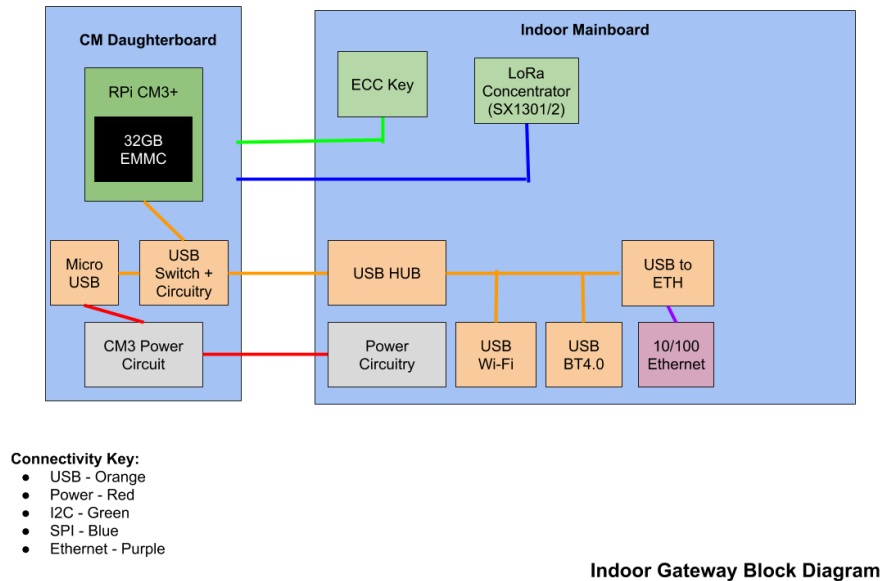 CM Daughterboard
RPi CM3+
32GB
EMMC
Micro
USB
USB
Switch +
Circuitry
CM3 Power
Circuit
Indoor Mainboard
ECC Key
LoRa
Concentrator
(SX1301/2)
USB HUB
USB to
ETH
Power
Circuitry
USB
Wi-Fi
USB
BT4.0
10/100
Ethernet
Connectivity Key:
● USB - Orange
● Power - Red
● I2C - Green
● SPI - Blue
● Ethernet - Purple
Indoor Gateway Block Diagram